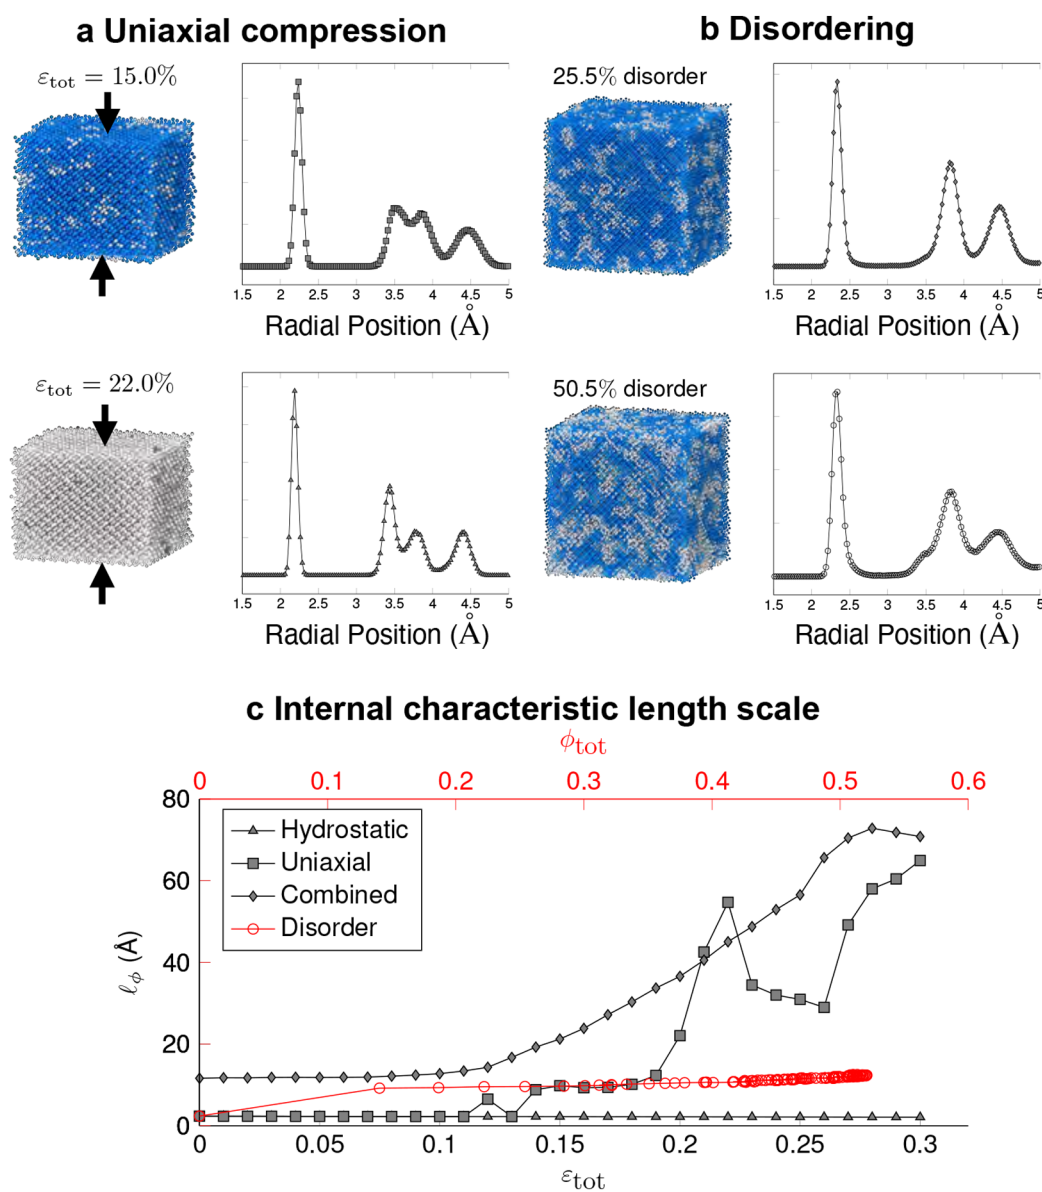 a Uniaxial compression
b Disordering
εtot = 15.0%
25.5% disorder
1.5 2 2.5 3 3.5 4 4.5 5
Radial Position (Å)
1.5 2 2.5 3 3.5 4 4.5 5
Radial Position (Å)
εtot = 22.0%
50.5% disorder
1.5 2 2.5 3 3.5 4 4.5 5
Radial Position (Å)
1.5 2 2.5 3 3.5 4 4.5 5
Radial Position (Å)
c Internal characteristic length scale
ϕtot
0 0.1 0.2 0.3 0.4 0.5 0.6
80
60
40
20
0
ℓϕ (Å)
Hydrostatic
Uniaxial
Combined
Disorder
0 0.05 0.1 0.15 0.2 0.25 0.3
εtot